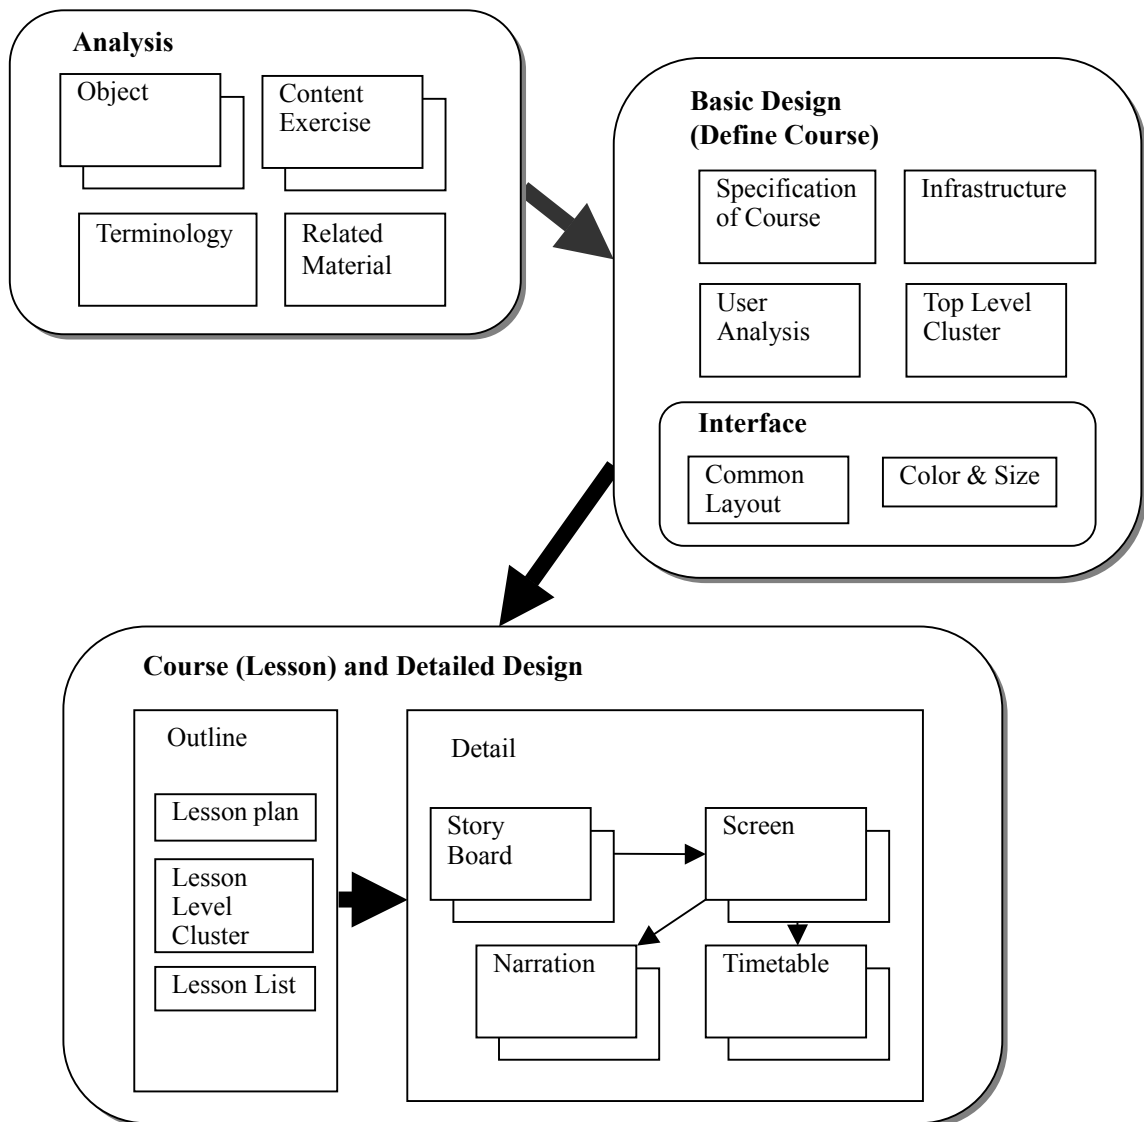 Analysis
Object
Content
Exercise
Terminology
Related
Material
Basic Design
(Define Course)
Specification
of Course
Infrastructure
User
Analysis
Top Level
Cluster
Interface
Common
Layout
Color & Size
Course (Lesson) and Detailed Design
Outline
Lesson plan
Lesson
Level
Cluster
Lesson List
Detail
Story
Board
Screen
Narration
Timetable